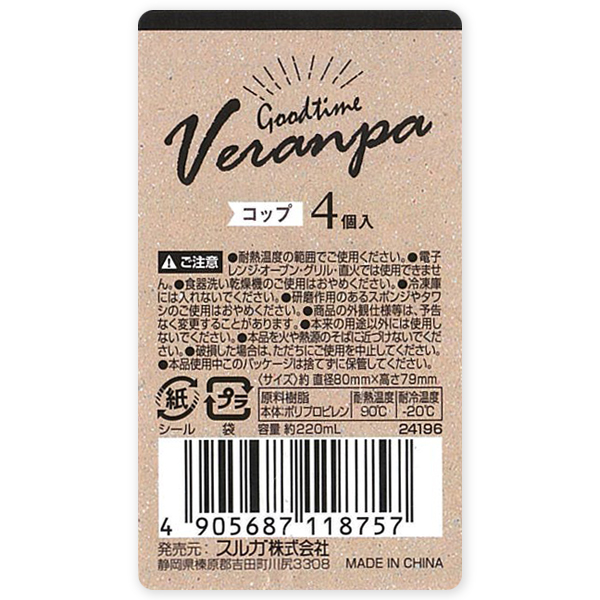 Goodtime
Veranpa
コップ 4個入
⚠ご注意 ●耐熱温度の範囲でご使用ください。●電子
レンジ・オーブン・グリル・直火では使用できませ
ん。●食器洗い乾燥機のご使用はおやめください。●冷凍庫
には入れないでください。●研磨作用のあるスポンジやタワ
シのご使用はおやめください。●商品の外観仕様等は、予告
なく変更することがあります。●本来の用途以外には使用し
ないでください。●本品を火や熱源のそばに近づけないでくだ
さい。●破損した場合は、ただちにご使用を中止してください。
●本品使用中このパッケージは捨てずに保管してください。
〈サイズ〉約 直径80mm×高さ79mm
紙 プラ 原料樹脂 耐熱温度 耐冷温度
本体:ポリプロピレン 90℃ -20℃
シール 袋 容量 約220mL 24196
4 905687 118757
発売元: スルガ株式会社
静岡県榛原郡吉田町川尻3308 MADE IN CHINA